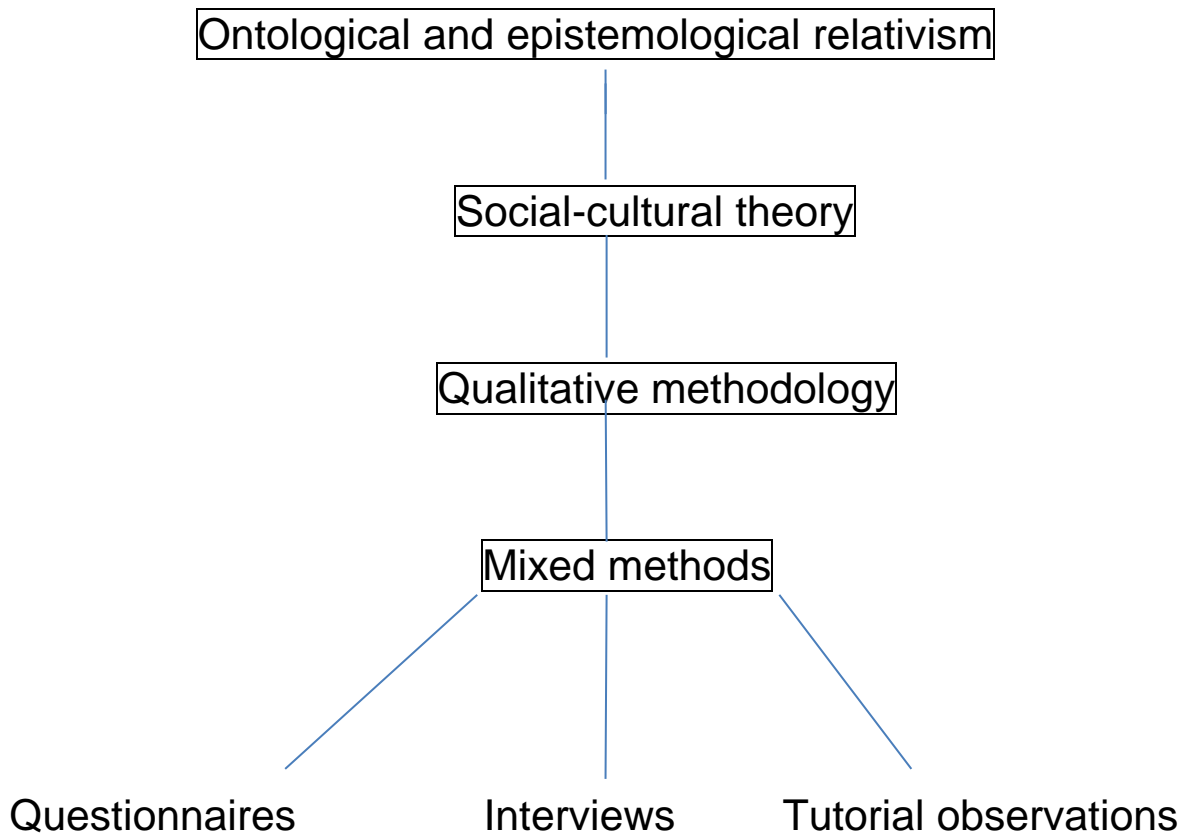 Ontological and epistemological relativism
Social-cultural theory
Qualitative methodology
Mixed methods
Questionnaires Interviews Tutorial observations